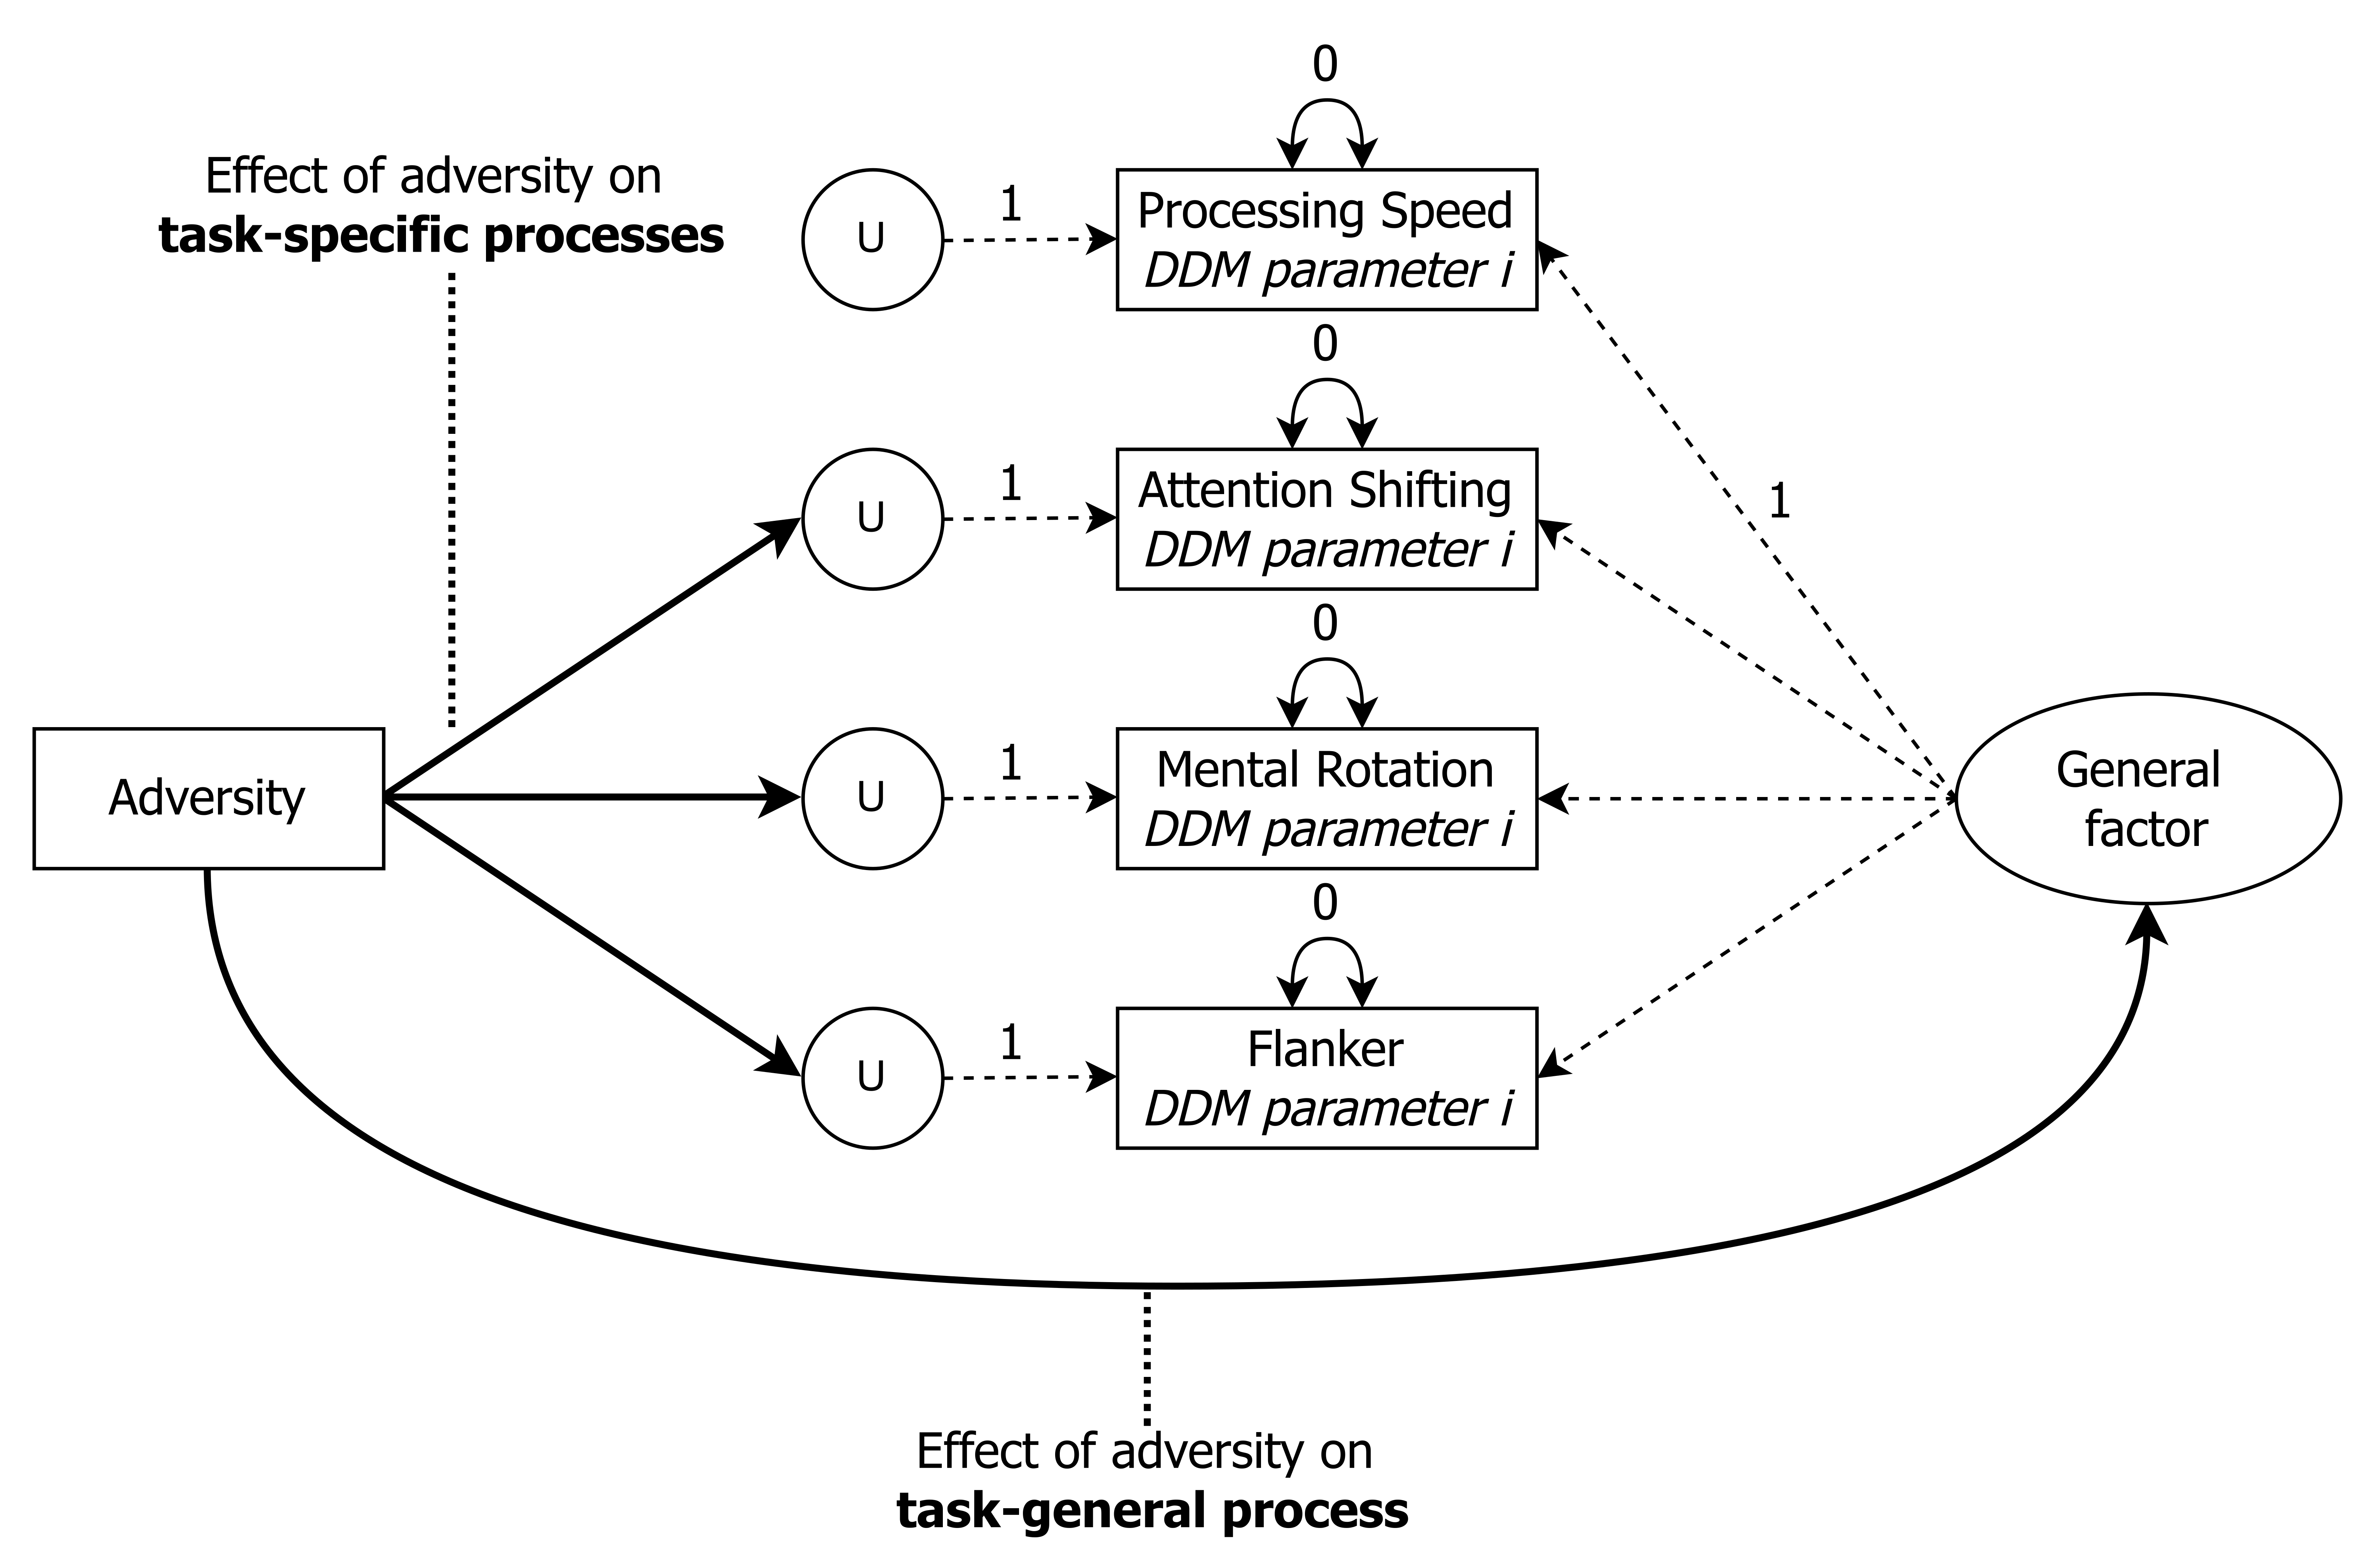 0
Effect of adversity on
task-specific processes
U
1
Processing Speed
DDM parameter i
0
U
1
Attention Shifting
DDM parameter i
1
0
Adversity
U
1
Mental Rotation
DDM parameter i
General
factor
0
U
1
Flanker
DDM parameter i
Effect of adversity on
task-general process